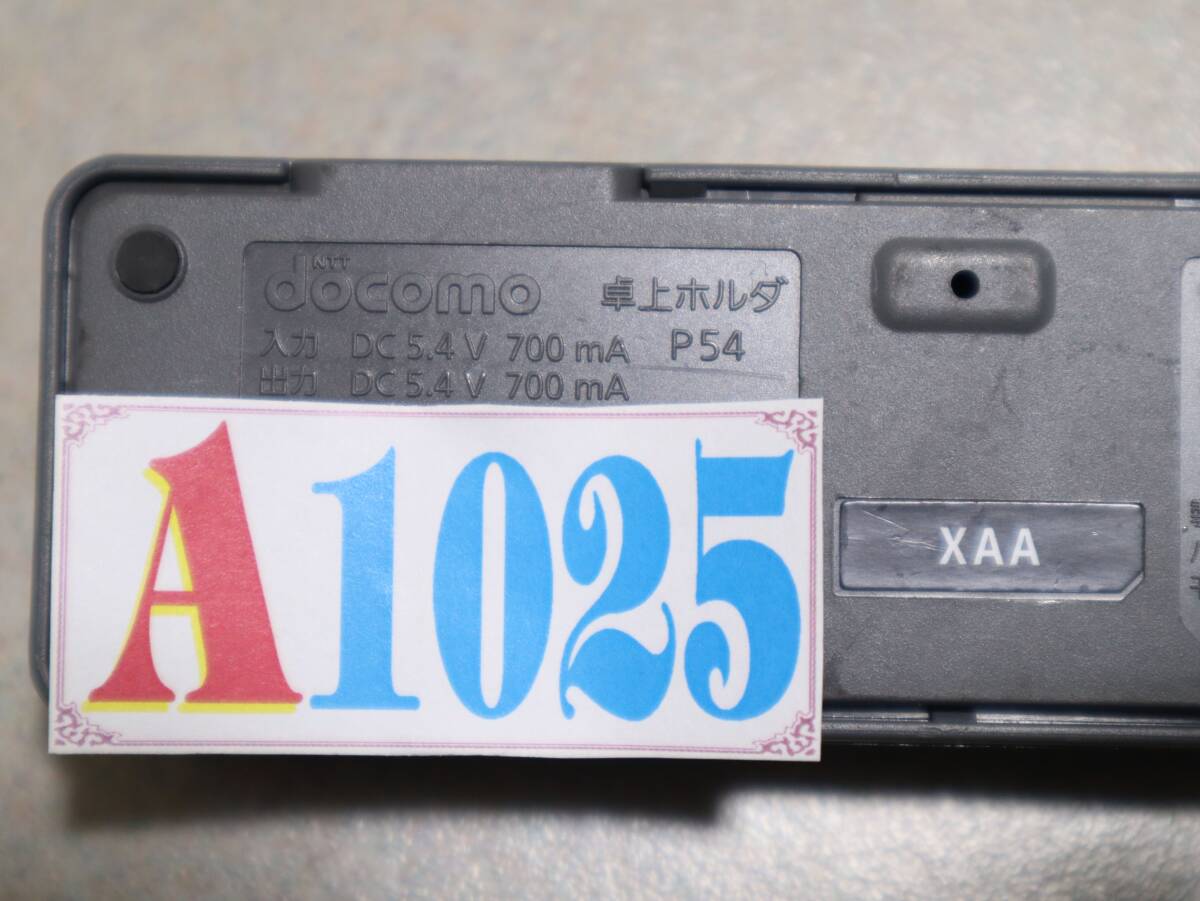 NTT
docomo 卓上ホルダ
入力 DC 5.4 V 700 mA P54
出力 DC 5.4 V 700 mA
XAA
A1025